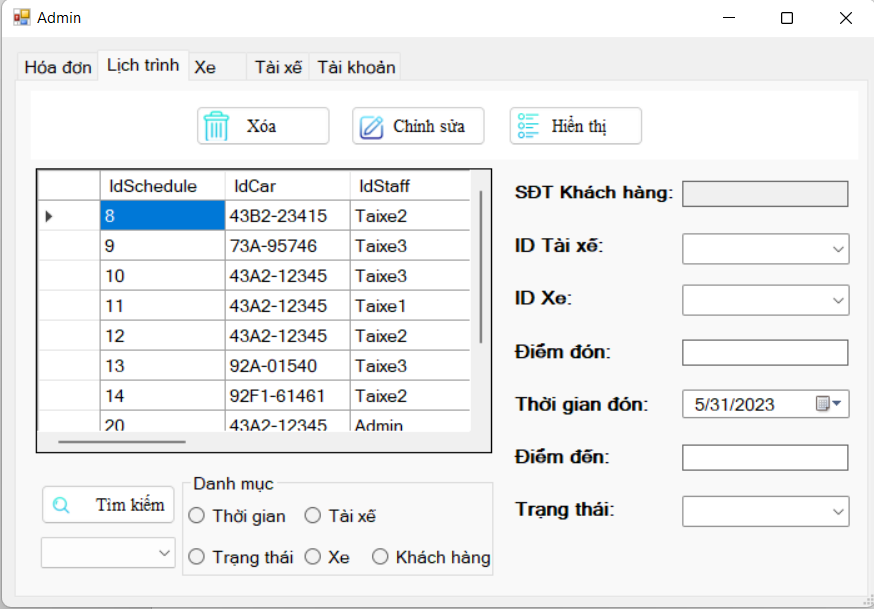 Admin
Hóa đơn Lịch trình Xe Tài xế Tài khoản
Xóa Chỉnh sửa Hiển thị
IdSchedule IdCar IdStaff
8 43B2-23415 Taixe2
9 73A-95746 Taixe3
10 43A2-12345 Taixe3
11 43A2-12345 Taixe1
12 43A2-12345 Taixe2
13 92A-01540 Taixe3
14 92F1-61461 Taixe2
20 43A2-12345 Admin
SĐT Khách hàng:
ID Tài xế:
ID Xe:
Điểm đón:
Thời gian đón: 5/31/2023
Điểm đến:
Trạng thái:
Tìm kiếm
Danh mục
Thời gian Tài xế
Trạng thái Xe Khách hàng